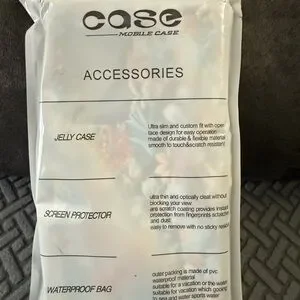 case
MOBILE CASE
ACCESSORIES
JELLY CASE
Ultra slim and custom fit with open
face design for easy operation
made of durable & flexible material
smooth to touch&scratch resistant
SCREEN PROTECTOR
ultra thin and optically clear without
blocking your view
are scratch coating provides instant
protection from fingerprints
and dust
easy to remove with no sticky residue
WATERPROOF BAG
outer packing is made of pvc
waterproof material
suitable for a vacation or the water
suitable for vacation which going
to sea and water sports water